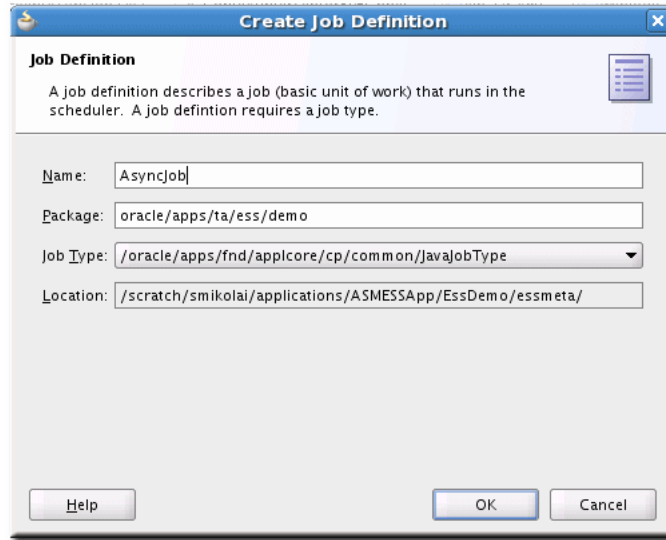 Create Job Definition
Job Definition
A job definition describes a job (basic unit of work) that runs in the
scheduler. A job defintion requires a job type.
Name: AsyncJob
Package: oracle/apps/ta/ess/demo
Job Type: /oracle/apps/fnd/applcore/cp/common/JavaJobType
Location: /scratch/smikolai/applications/ASMESSApp/EssDemo/essmeta/
Help OK Cancel